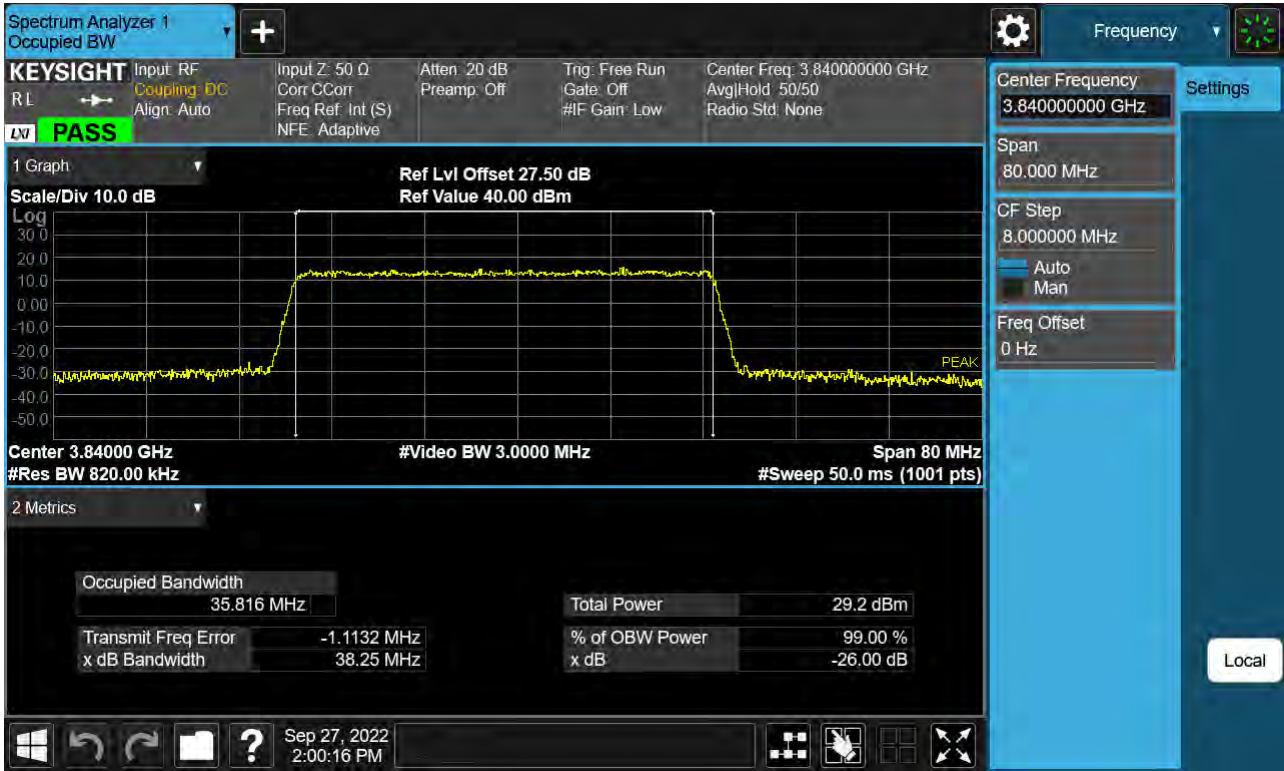 Spectrum Analyzer 1
Occupied BW
+
Frequency
KEYSIGHT
RL
LXI PASS
Input: RF
Coupling: DC
Align: Auto
Input Z: 50 Ω
Corr CCorr
Freq Ref: Int (S)
NFE: Adaptive
Atten: 20 dB
Preamp: Off
Trig: Free Run
Gate: Off
#IF Gain: Low
Center Freq: 3.840000000 GHz
Avg|Hold: 50/50
Radio Std: None
Center Frequency
3.840000000 GHz
Settings
Span
80.000 MHz
CF Step
8.000000 MHz
Auto
Man
Freq Offset
0 Hz
Local
1 Graph
Scale/Div 10.0 dB
Ref Lvl Offset 27.50 dB
Ref Value 40.00 dBm
Log
30.0
20.0
10.0
0.00
-10.0
-20.0
-30.0
-40.0
-50.0
PEAK
Center 3.84000 GHz
#Video BW 3.0000 MHz
Span 80 MHz
#Res BW 820.00 kHz
#Sweep 50.0 ms (1001 pts)
2 Metrics
Occupied Bandwidth
35.816 MHz
Total Power 29.2 dBm
Transmit Freq Error -1.1132 MHz
% of OBW Power 99.00 %
x dB Bandwidth 38.25 MHz
x dB -26.00 dB
?
Sep 27, 2022
2:00:16 PM